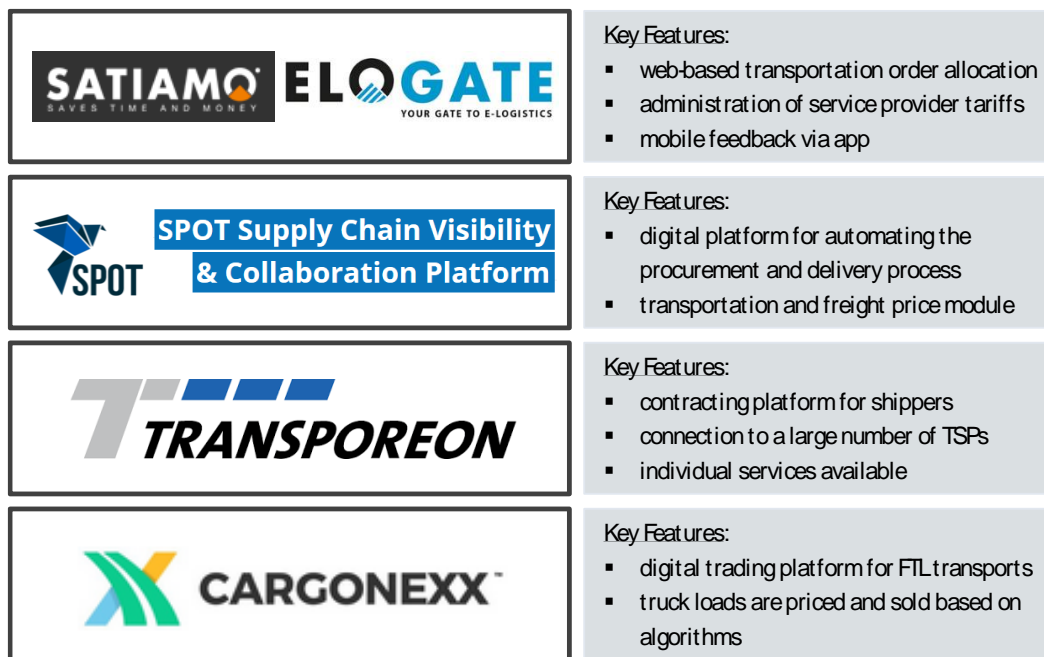 SATIAMO
SAVES TIME AND MONEY
ELOGATE
YOUR GATE TO E-LOGISTICS
Key Features:
▪ web-based transportation order allocation
▪ administration of service provider tariffs
▪ mobile feedback via app
SPOT
SPOT Supply Chain Visibility
& Collaboration Platform
Key Features:
▪ digital platform for automating the
procurement and delivery process
▪ transportation and freight price module
TRANSPOREON
Key Features:
▪ contracting platform for shippers
▪ connection to a large number of TSPs
▪ individual services available
CARGONEXX™
Key Features:
▪ digital trading platform for FTL transports
▪ truck loads are priced and sold based on
algorithms